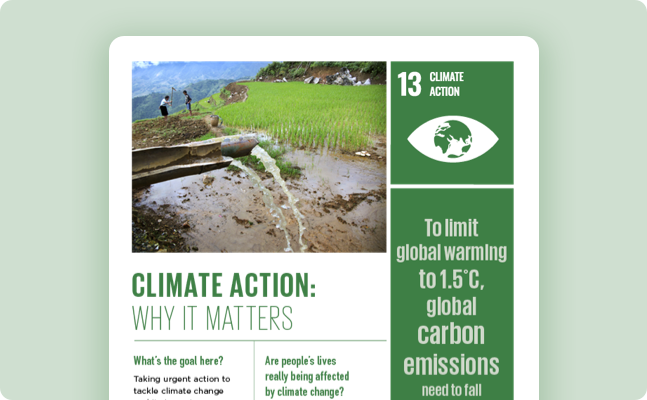 13 CLIMATE
ACTION
To limit
global warming
to 1.5°C,
global
carbon
emissions
need to fall
CLIMATE ACTION:
WHY IT MATTERS
What's the goal here?
Taking urgent action to
tackle climate change
Are people's lives
really being affected
by climate change?